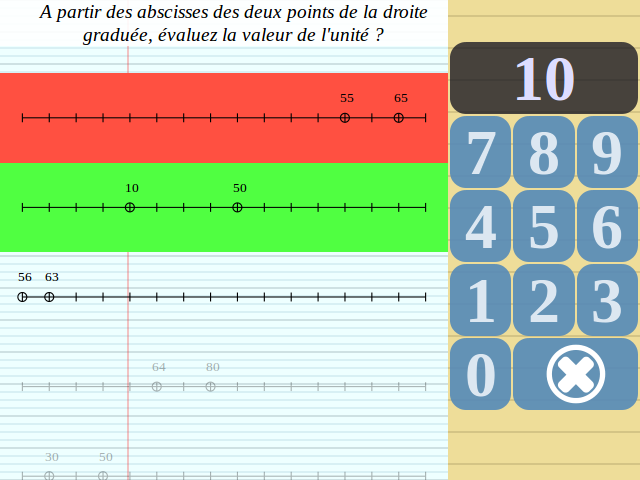 A partir des abscisses des deux points de la droite
graduée, évaluez la valeur de l'unité ?
10
55 65
7 8 9
10 50
4 5 6
56 63
1 2 3
64 80
0
30 50